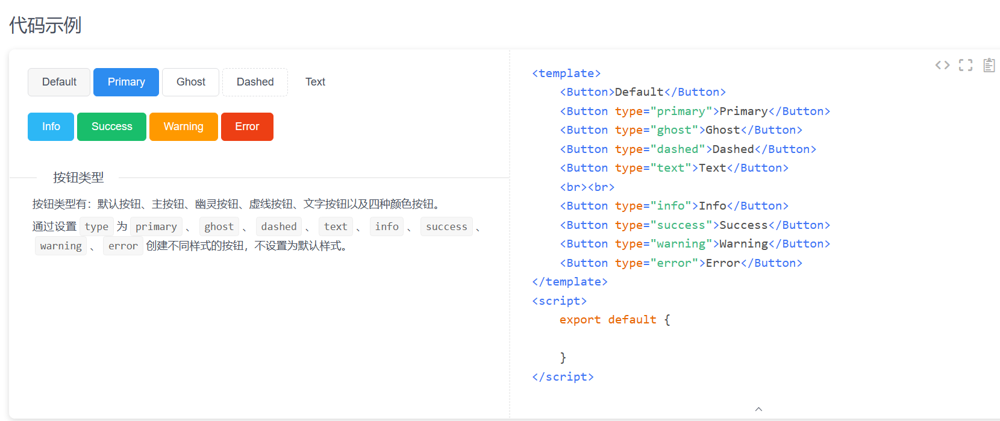 代码示例
Default Primary Ghost Dashed Text
Info Success Warning Error
按钮类型
按钮类型有：默认按钮、主按钮、幽灵按钮、虚线按钮、文字按钮以及四种颜色按钮。
通过设置 type 为 primary 、 ghost 、 dashed 、 text 、 info 、 success 、
warning 、 error 创建不同样式的按钮，不设置为默认样式。
<template>
    <Button>Default</Button>
    <Button type="primary">Primary</Button>
    <Button type="ghost">Ghost</Button>
    <Button type="dashed">Dashed</Button>
    <Button type="text">Text</Button>
    <br><br>
    <Button type="info">Info</Button>
    <Button type="success">Success</Button>
    <Button type="warning">Warning</Button>
    <Button type="error">Error</Button>
</template>
<script>
    export default {
    }
</script>